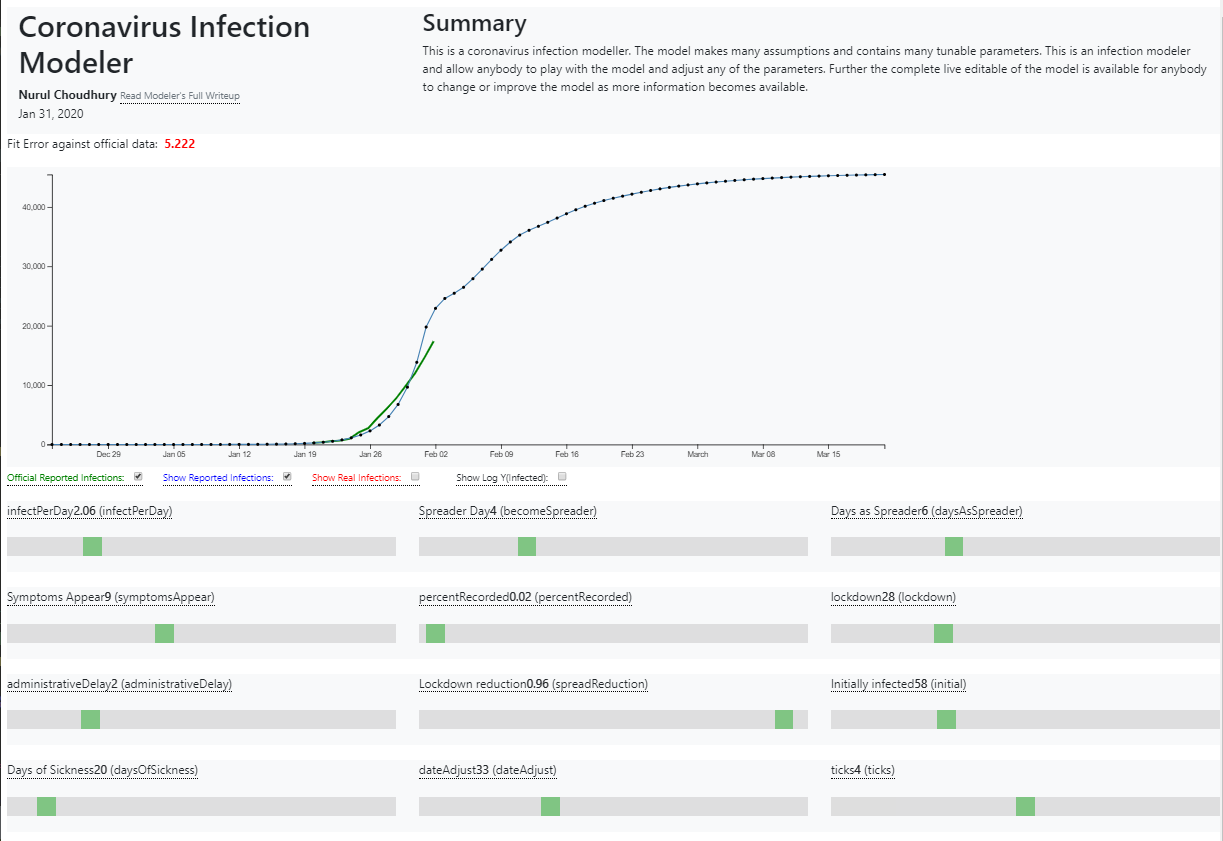 Coronavirus Infection
Modeler
Nurul Choudhury Read Modeler's Full Writeup
Jan 31, 2020
Summary
This is a coronavirus infection modeller. The model makes many assumptions and contains many tunable parameters. This is an infection modeler
and allow anybody to play with the model and adjust any of the parameters. Further the complete live editable of the model is available for anybody
to change or improve the model as more information becomes available.
Fit Error against official data: 5.222
40,000
30,000
20,000
10,000
0
Dec 29 Jan 05 Jan 12 Jan 19 Jan 26 Feb 02 Feb 09 Feb 16 Feb 23 March Mar 08 Mar 15
Official Reported Infections: Show Reported Infections: Show Real Infections: Show Log Y(Infected):
infectPerDay2.06 (infectPerDay) Spreader Day4 (becomeSpreader) Days as Spreader6 (daysAsSpreader)
Symptoms Appear9 (symptomsAppear) percentRecorded0.02 (percentRecorded) lockdown28 (lockdown)
administrativeDelay2 (administrativeDelay) Lockdown reduction0.96 (spreadReduction) Initially infected58 (initial)
Days of Sickness20 (daysOfSickness) dateAdjust33 (dateAdjust) ticks4 (ticks)